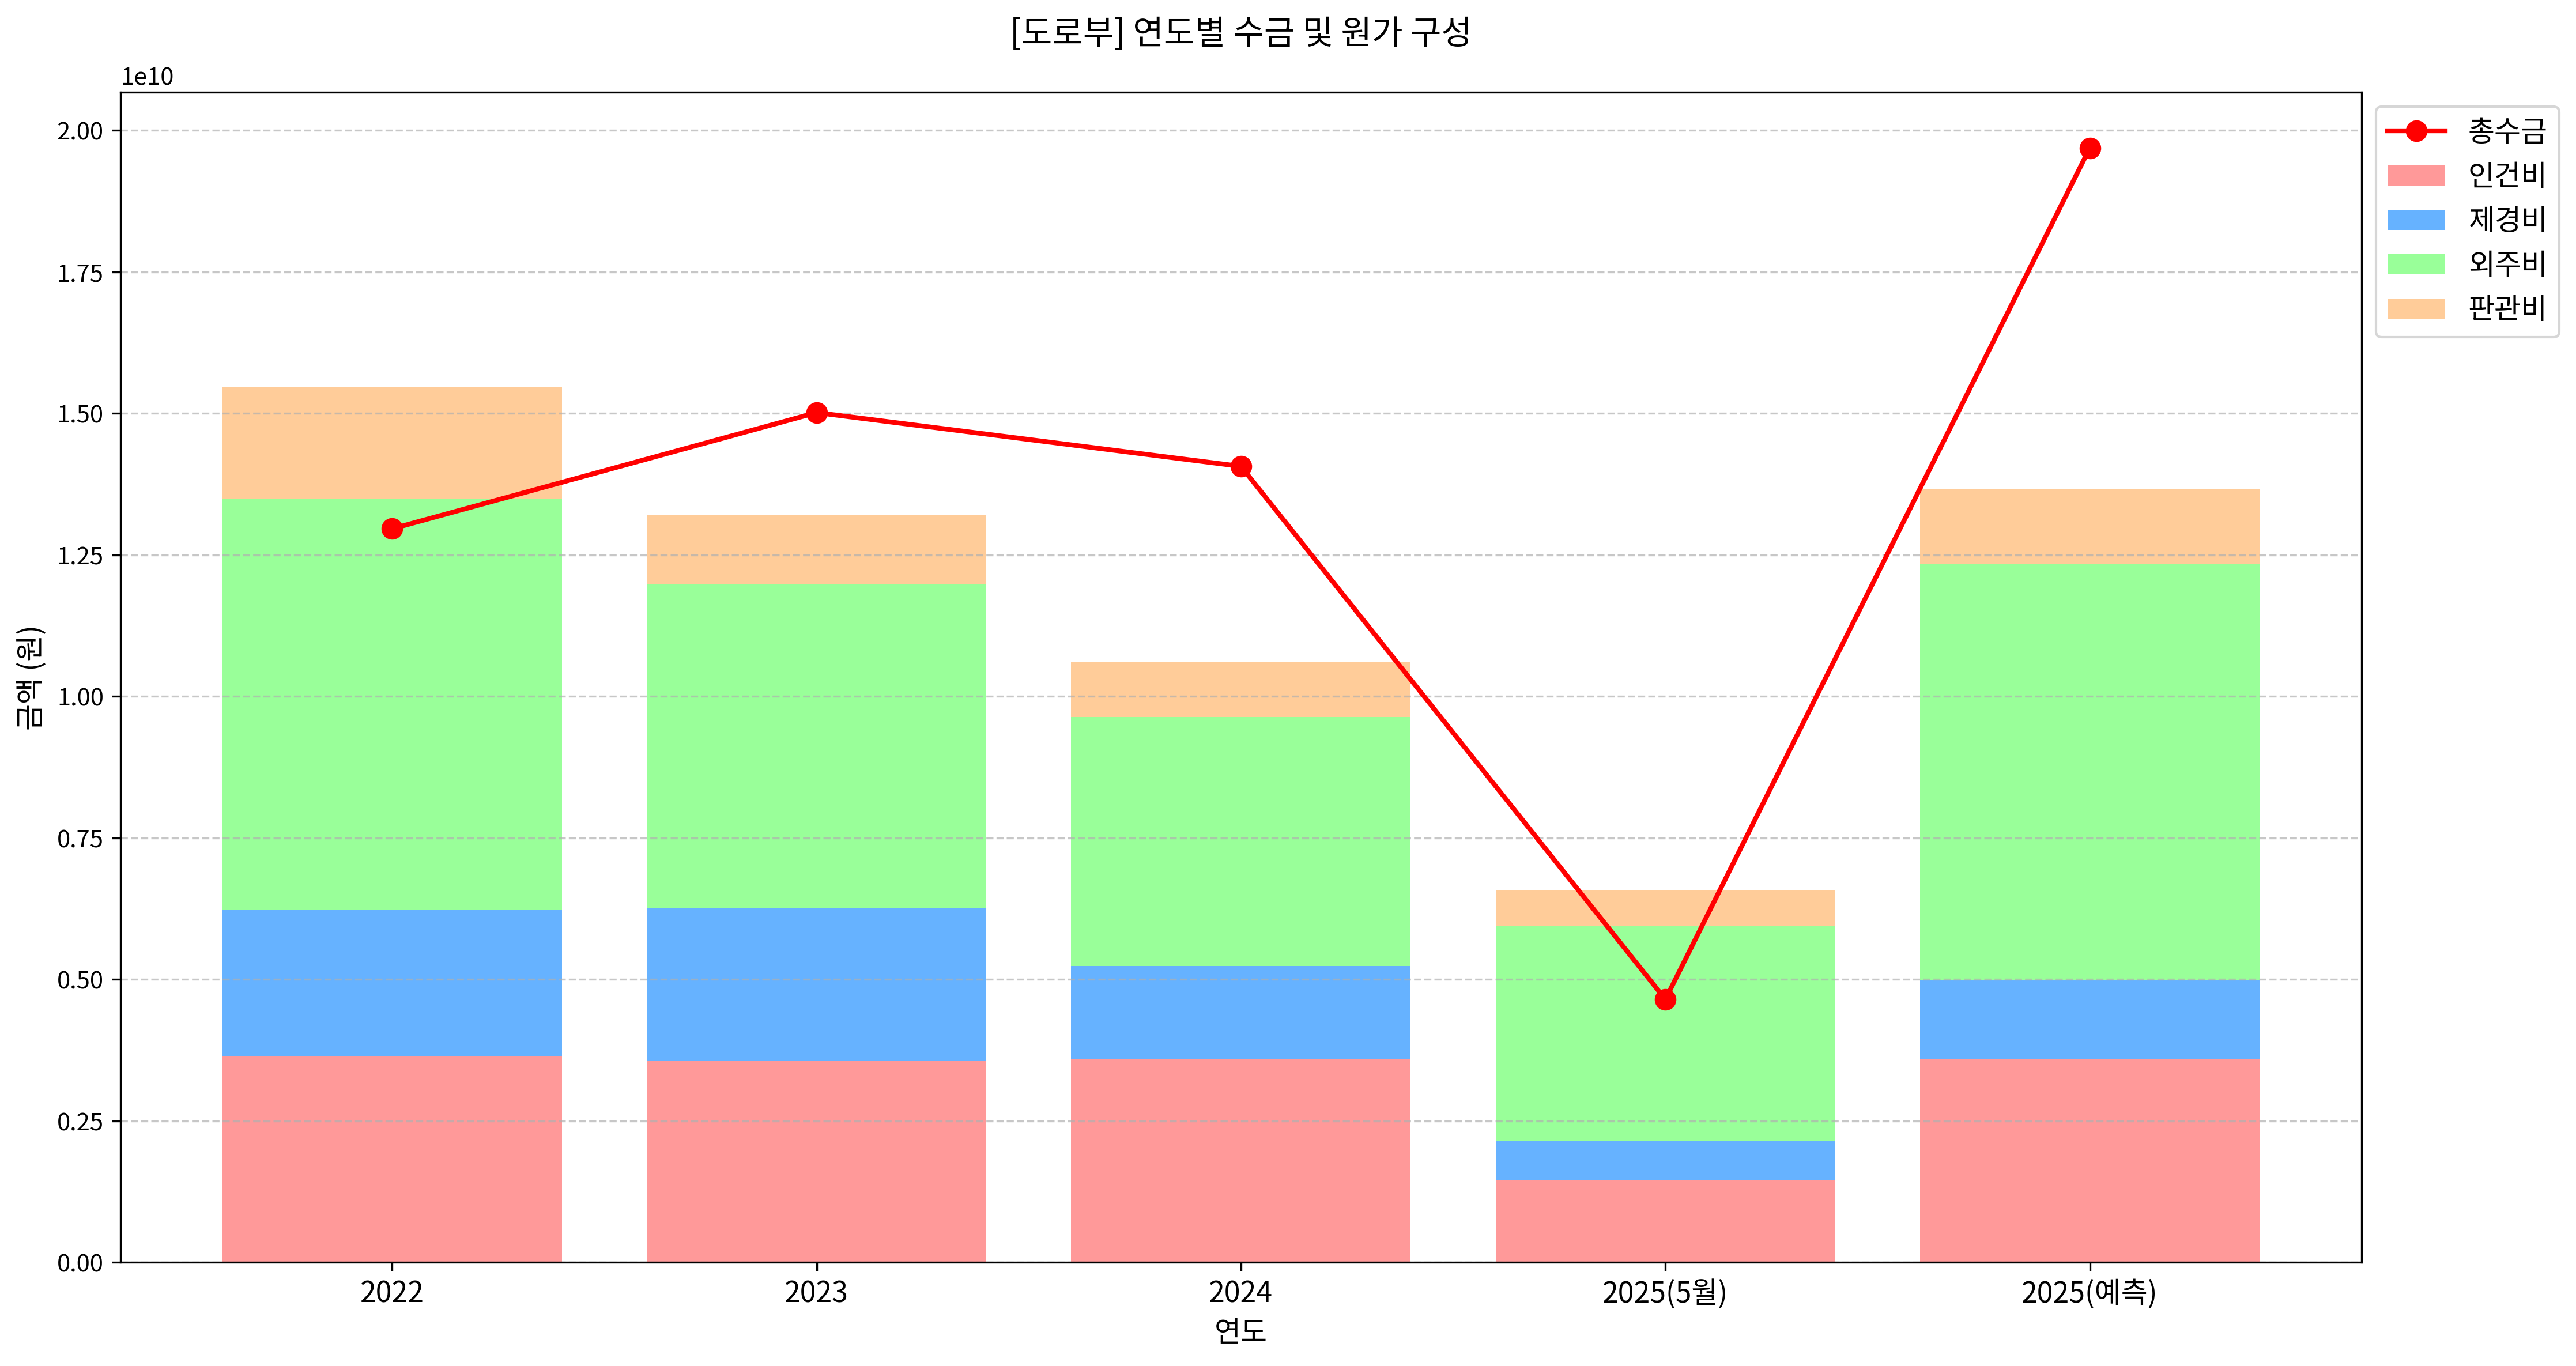 [도로부] 연도별 수금 및 원가 구성
1e10
2.00
1.75
1.50
1.25
1.00
0.75
0.50
0.25
0.00
금액 (원)
2022
2023
2024
2025(5월)
2025(예측)
연도
총수금
인건비
제경비
외주비
판관비